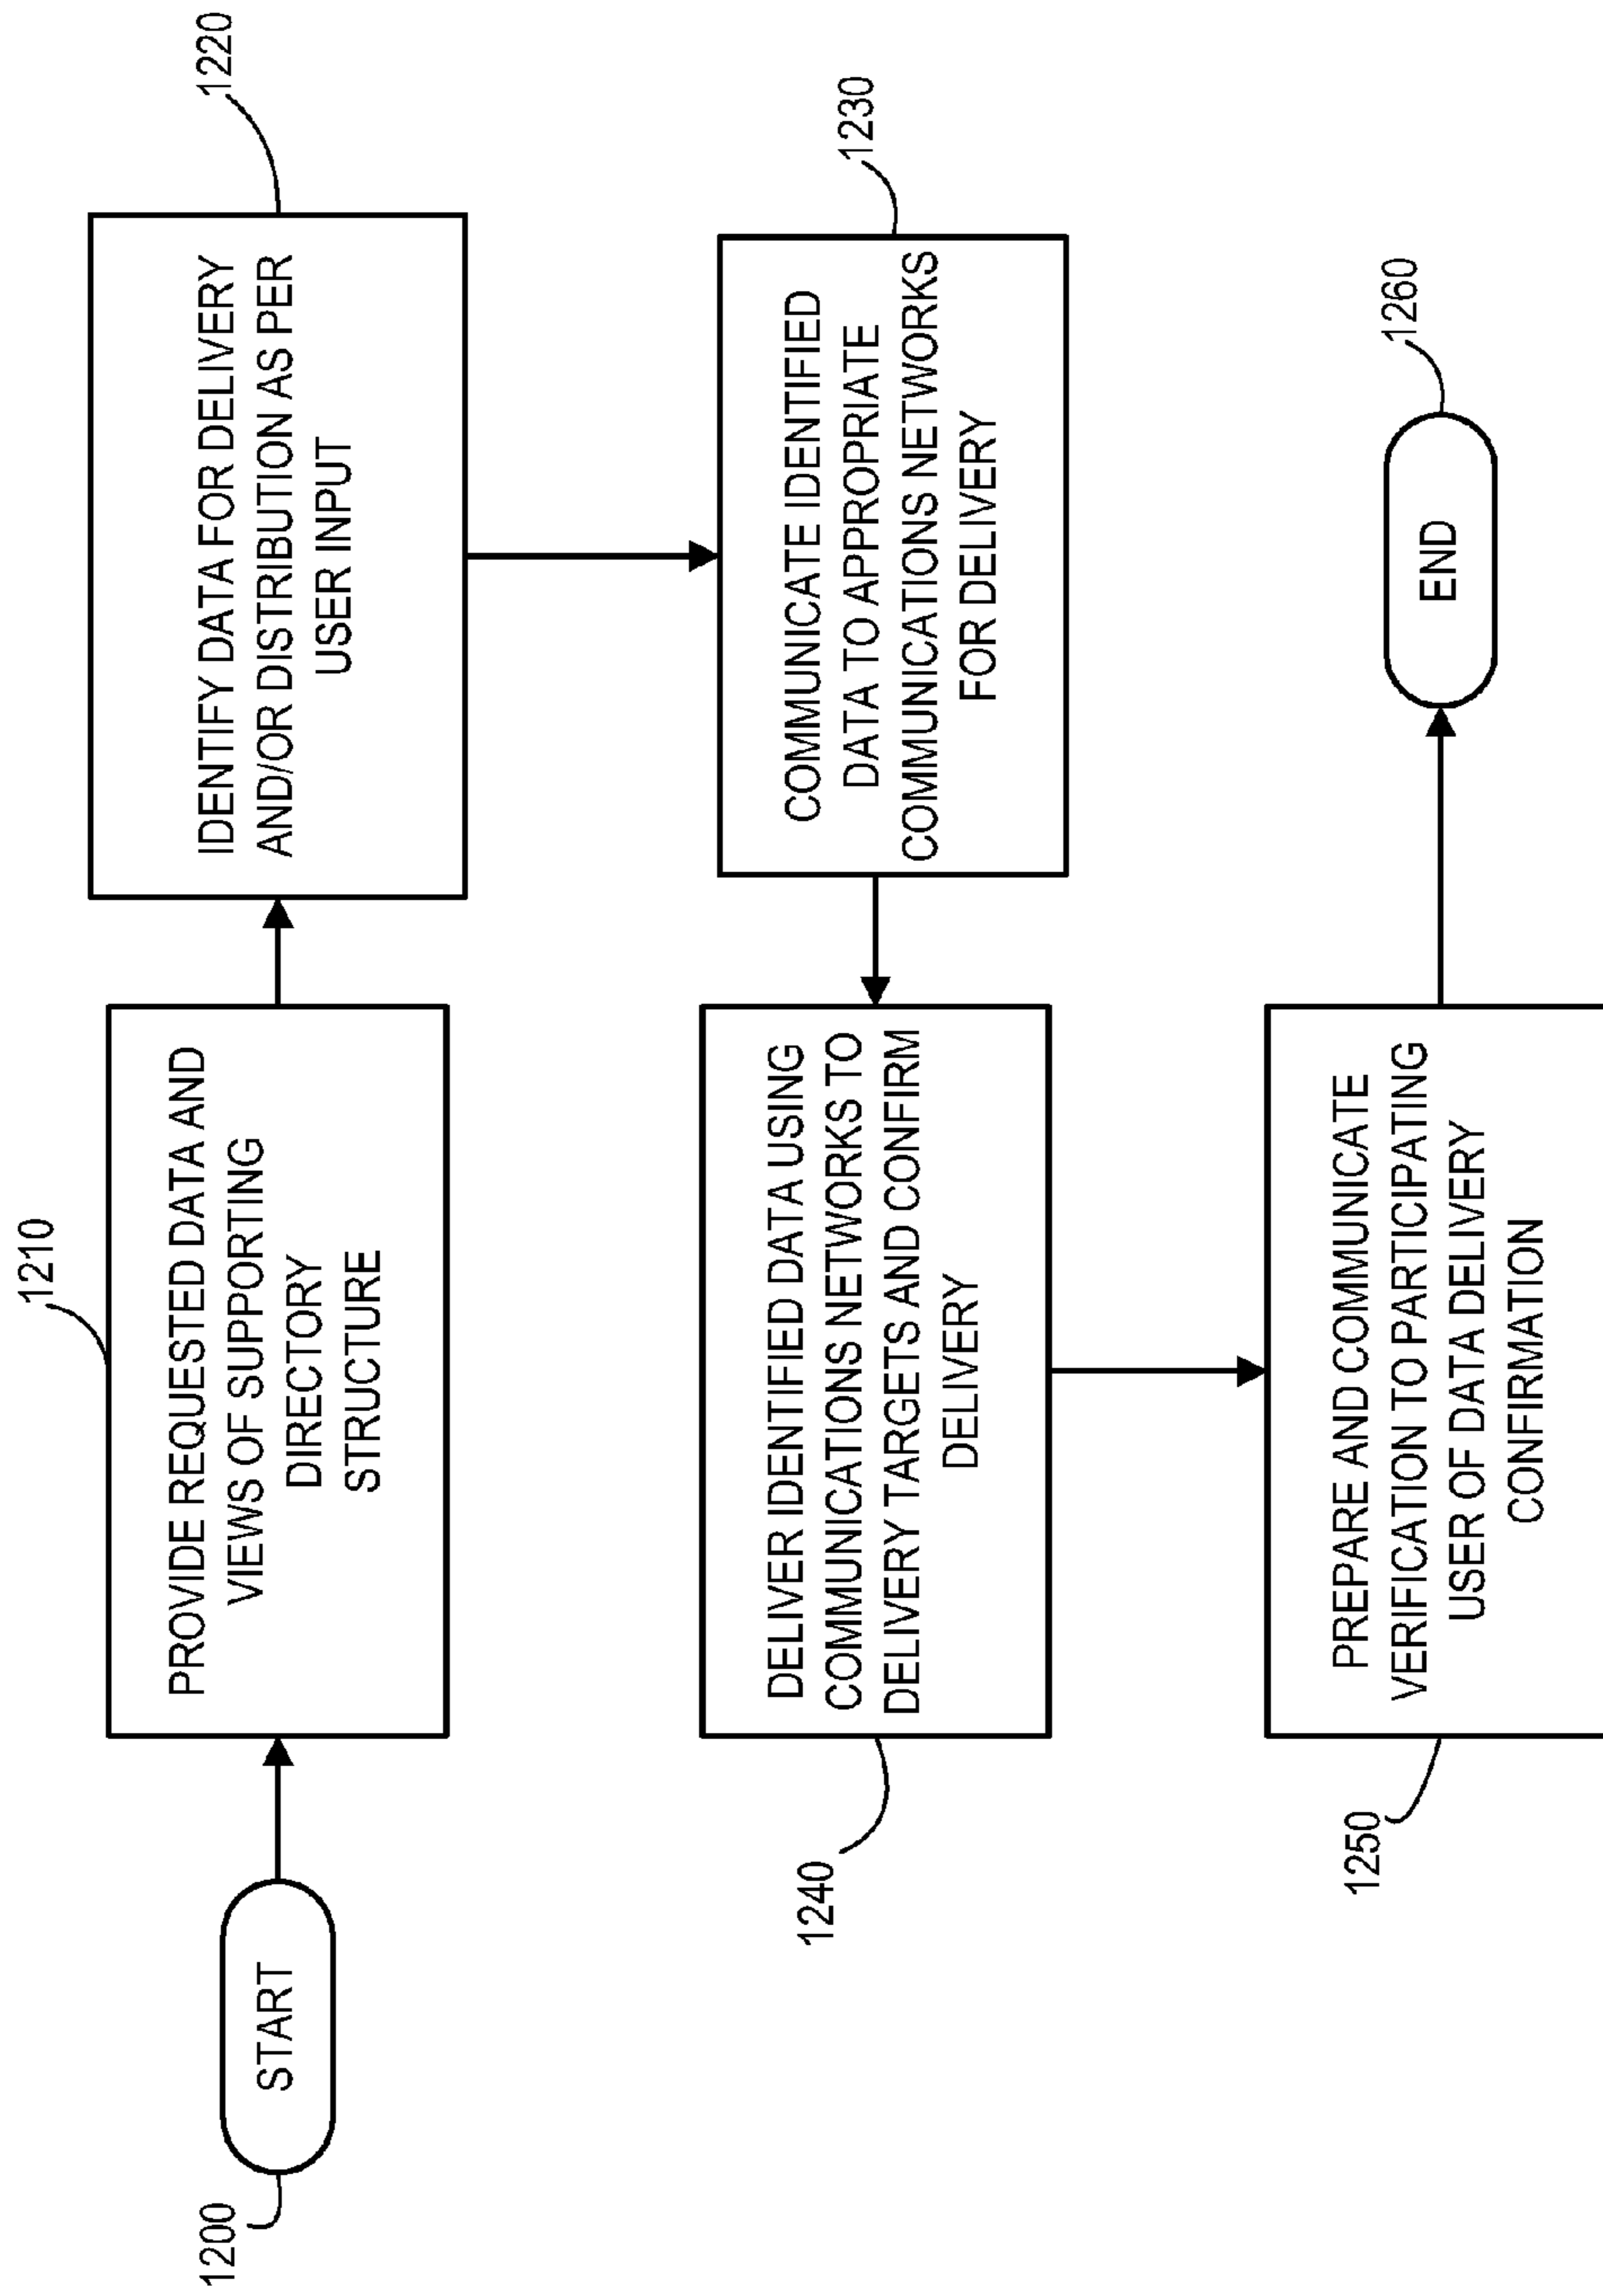 1200
START
1210
PROVIDE REQUESTED DATA AND
VIEWS OF SUPPORTING
DIRECTORY
STRUCTURE
1220
IDENTIFY DATA FOR DELIVERY
AND/OR DISTRIBUTION AS PER
USER INPUT
1230
COMMUNICATE IDENTIFIED
DATA TO APPROPRIATE
COMMUNICATIONS NETWORKS
FOR DELIVERY
1240
DELIVER IDENTIFIED DATA USING
COMMUNICATIONS NETWORKS TO
DELIVERY TARGETS AND CONFIRM
DELIVERY
1250
PREPARE AND COMMUNICATE
VERIFICATION TO PARTICIPATING
USER OF DATA DELIVERY
CONFIRMATION
1260
END